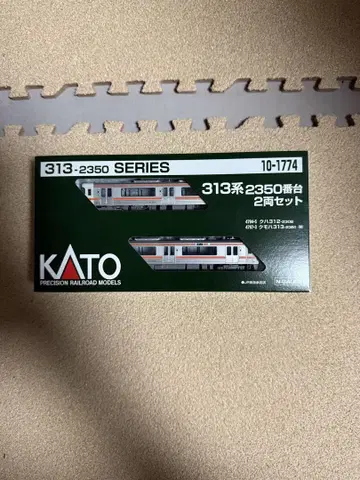 313-2350 SERIES
10-1774
313系2350番台
2両セット
KATO
PRECISION RAILROAD MODELS